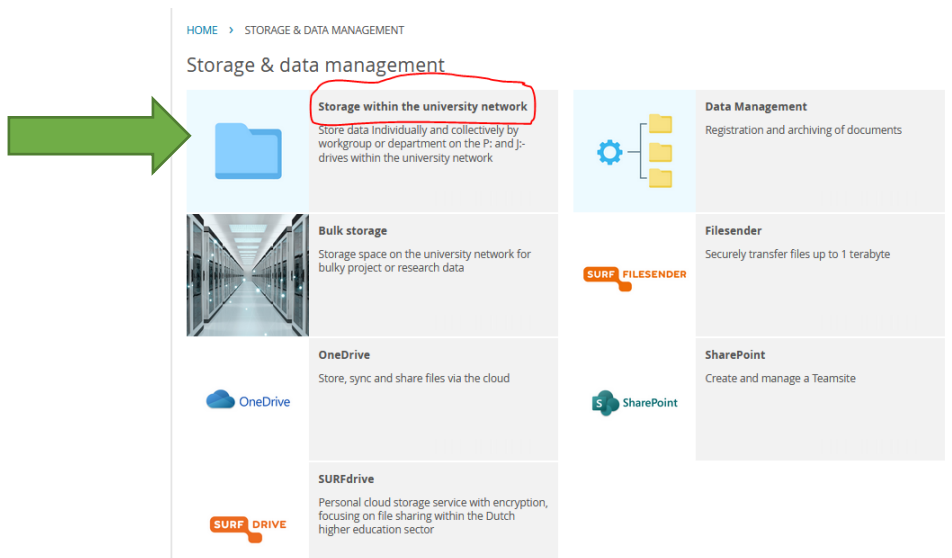 HOME > STORAGE & DATA MANAGEMENT
Storage & data management
Storage within the university network
Store data Individually and collectively by
workgroup or department on the P: and J:-
drives within the university network
Data Management
Registration and archiving of documents
Bulk storage
Storage space on the university network for
bulky project or research data
SURF FILESENDER
Filesender
Securely transfer files up to 1 terabyte
OneDrive
OneDrive
Store, sync and share files via the cloud
S SharePoint
SharePoint
Create and manage a Teamsite
SURF DRIVE
SURFdrive
Personal cloud storage service with encryption,
focusing on file sharing within the Dutch
higher education sector